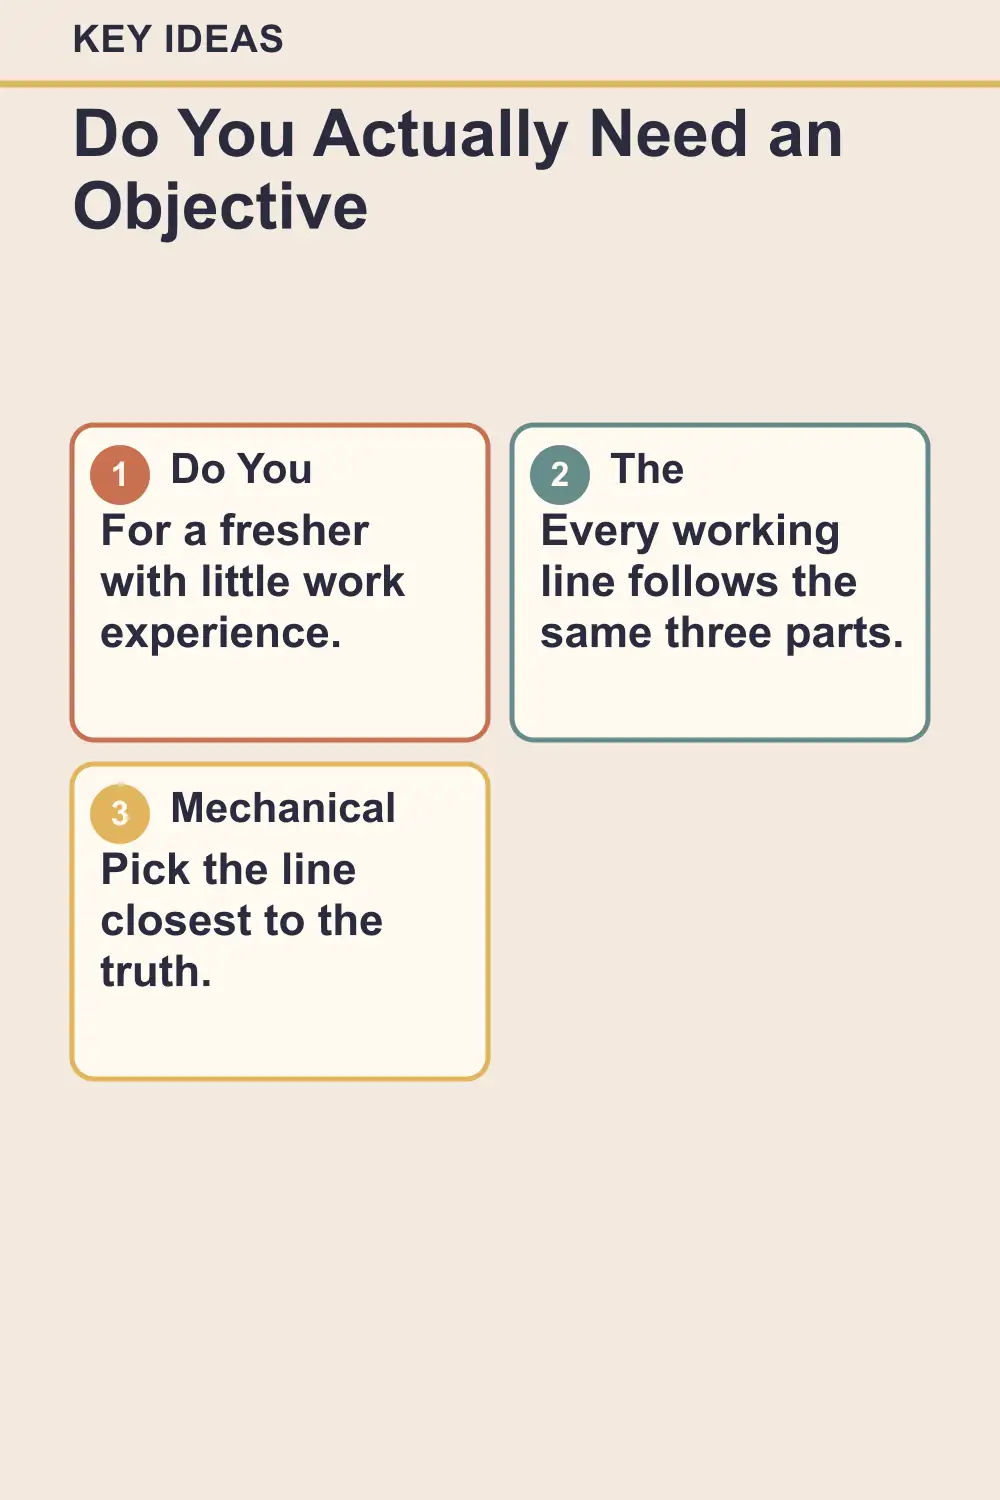 KEY IDEAS
Do You Actually Need an
Objective
1 Do You
For a fresher
with little work
experience.
2 The
Every working
line follows the
same three parts.
3 Mechanical
Pick the line
closest to the
truth.